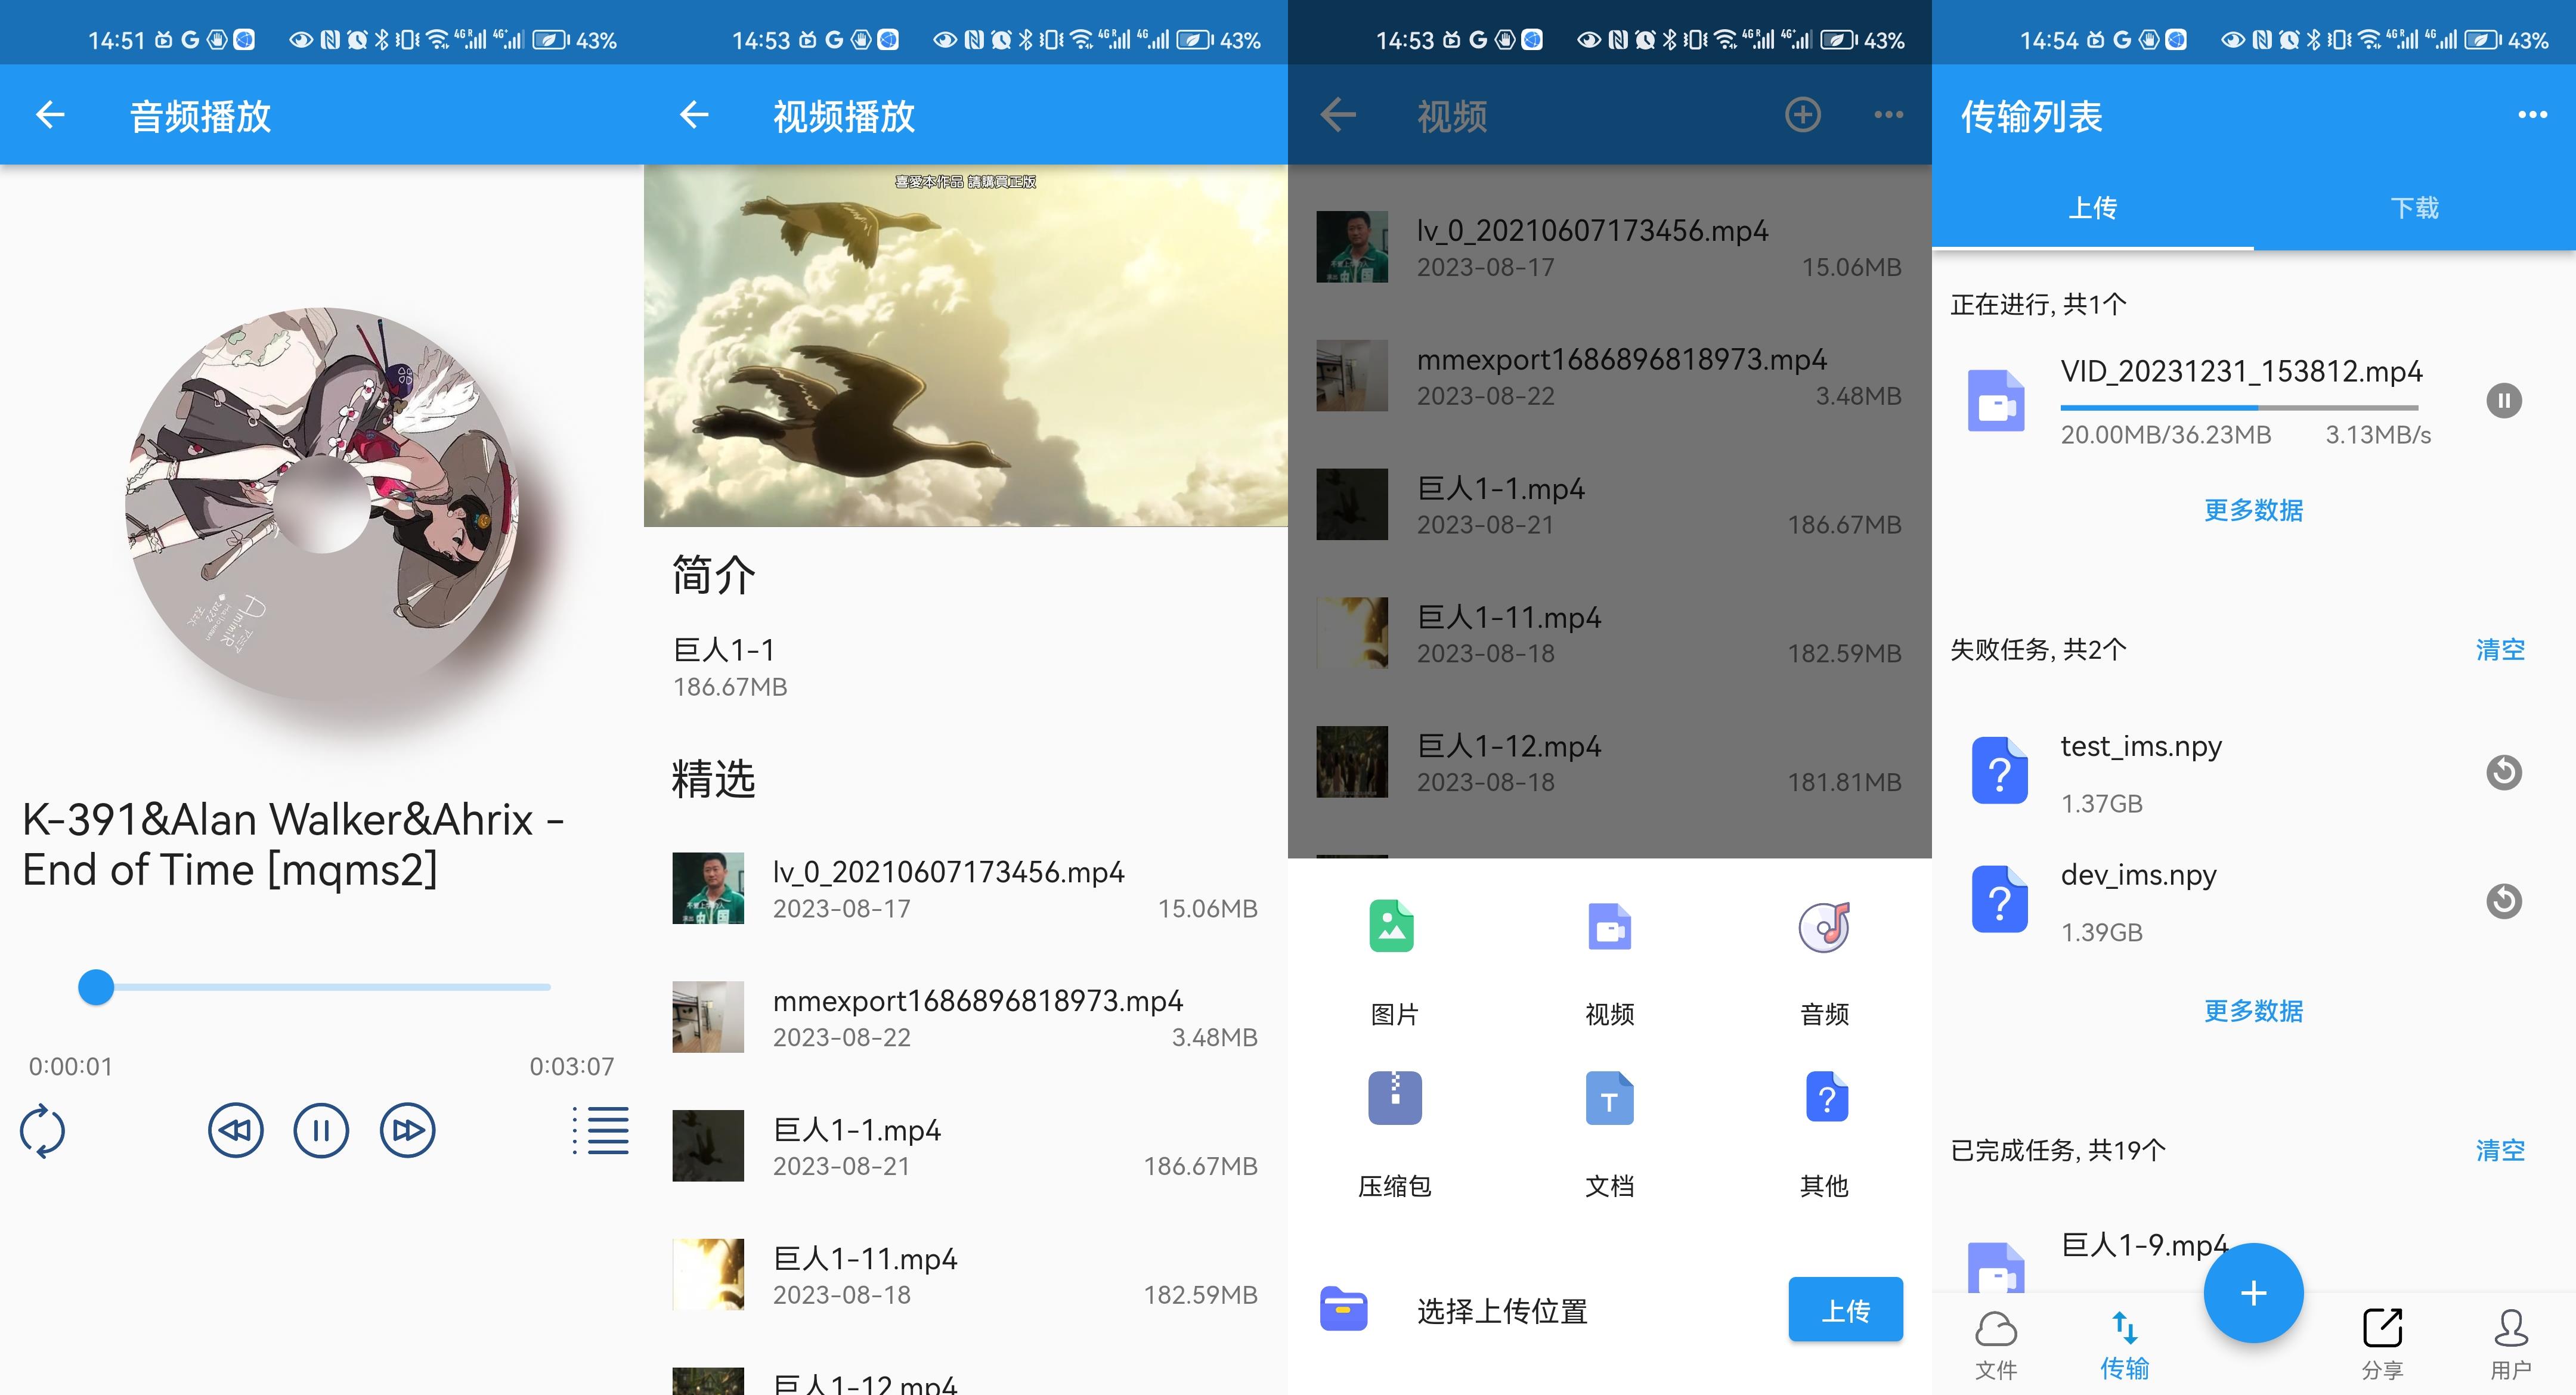 14:51
43%
音频播放
K-391&Alan Walker&Ahrix -
End of Time [mqms2]
0:00:01
0:03:07
14:53
43%
视频播放
喜愛本作品 請購買正版
简介
巨人1-1
186.67MB
精选
lv_0_20210607173456.mp4
2023-08-17
15.06MB
mmexport1686896818973.mp4
2023-08-22
3.48MB
巨人1-1.mp4
2023-08-21
186.67MB
巨人1-11.mp4
2023-08-18
182.59MB
巨人1-12.mp4
14:53
43%
视频
lv_0_20210607173456.mp4
2023-08-17
15.06MB
mmexport1686896818973.mp4
2023-08-22
3.48MB
巨人1-1.mp4
2023-08-21
186.67MB
巨人1-11.mp4
2023-08-18
182.59MB
巨人1-12.mp4
2023-08-18
181.81MB
图片
视频
音频
压缩包
文档
其他
选择上传位置
上传
14:54
43%
传输列表
上传
下载
正在进行, 共1个
VID_20231231_153812.mp4
20.00MB/36.23MB
3.13MB/s
更多数据
失败任务, 共2个
清空
test_ims.npy
1.37GB
dev_ims.npy
1.39GB
更多数据
已完成任务, 共19个
清空
巨人1-9.mp4
文件
传输
分享
用户